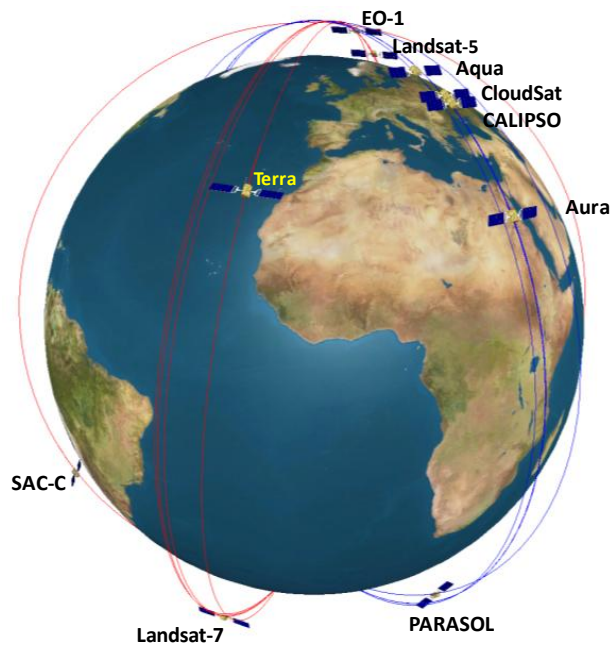 EO-1
Landsat-5
Aqua
CloudSat
CALIPSO
Terra
Aura
SAC-C
PARASOL
Landsat-7